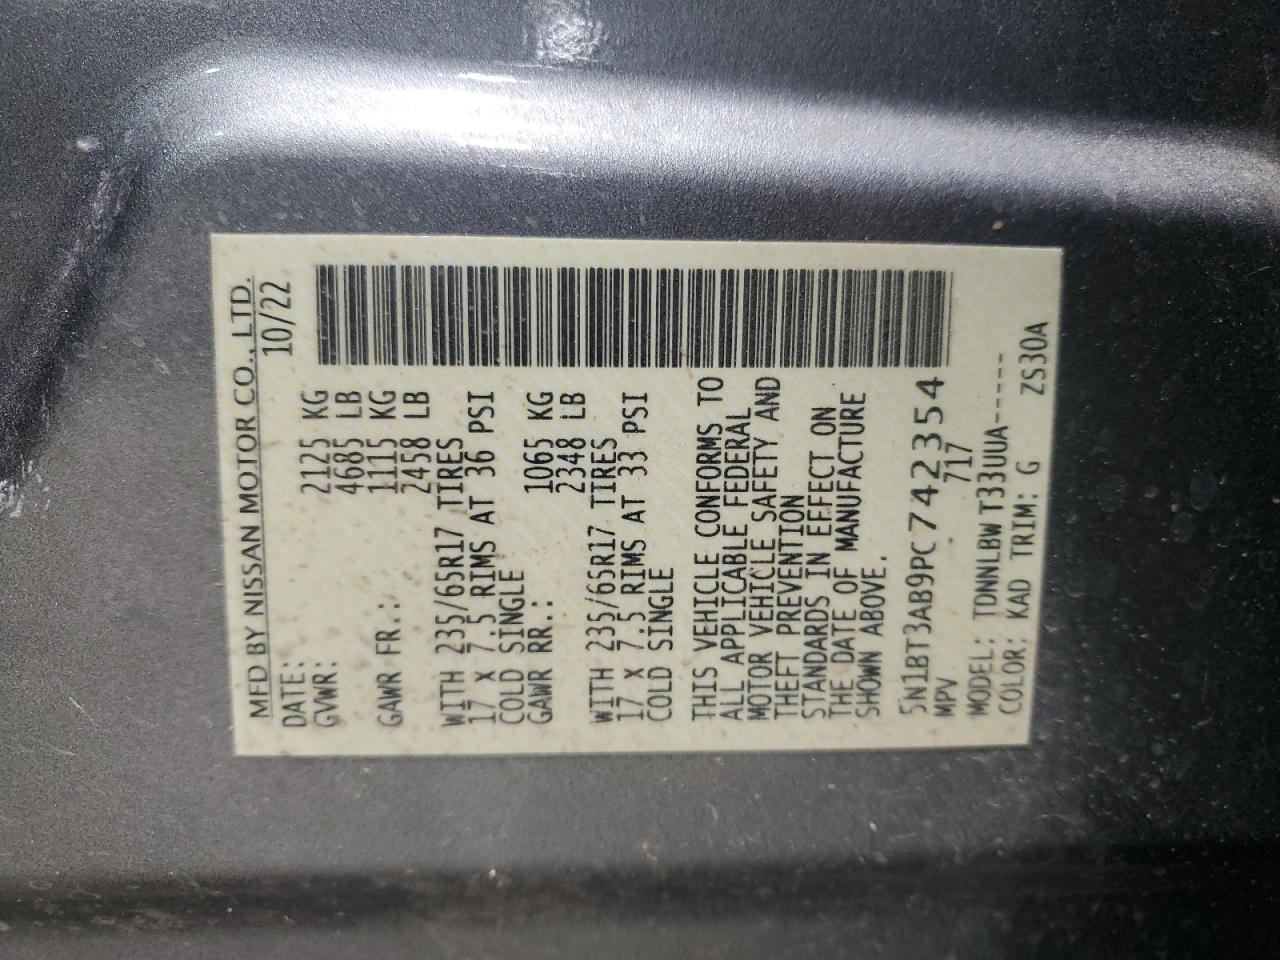 MFD BY NISSAN MOTOR CO., LTD.
DATE: 10/22
GVWR: 2125 KG
4685 LB
GAWR FR.: 1115 KG
2458 LB
WITH 235/65R17 TIRES
17 X 7.5 RIMS AT 36 PSI
COLD SINGLE
GAWR RR.: 1065 KG
2348 LB
WITH 235/65R17 TIRES
17 X 7.5 RIMS AT 33 PSI
COLD SINGLE
THIS VEHICLE CONFORMS TO
ALL APPLICABLE FEDERAL
MOTOR VEHICLE SAFETY AND
THEFT PREVENTION
STANDARDS IN EFFECT ON
THE DATE OF MANUFACTURE
SHOWN ABOVE.
5N1BT3AB9PC742354
MPV 717
MODEL: TDNNLBW T33UUA-----
COLOR: KAD TRIM: G ZS30A